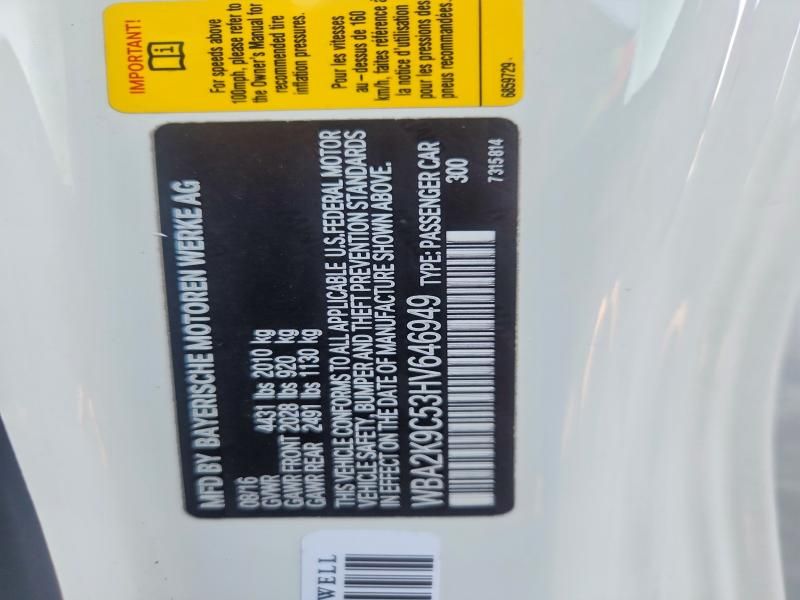 IMPORTANT!
For speeds above
100mph, please refer to
the Owner's Manual for
recommended tire
inflation pressures.
Pour les vitesses
au - dessus de 160
km/h, faites référence à
la notice d'utilisation
pour les pressions des
pneus recommandées.
6859729
MFD BY BAYERISCHE MOTOREN WERKE AG
08/16
GVWR 4431 lbs 2010 kg
GAWR FRONT 2028 lbs 920 kg
GAWR REAR 2491 lbs 1130 kg
THIS VEHICLE CONFORMS TO ALL APPLICABLE U.S. FEDERAL MOTOR
VEHICLE SAFETY, BUMPER AND THEFT PREVENTION STANDARDS
IN EFFECT ON THE DATE OF MANUFACTURE SHOWN ABOVE.
WBA2K9C53HV646949 TYPE: PASSENGER CAR
300
7315814
WELL